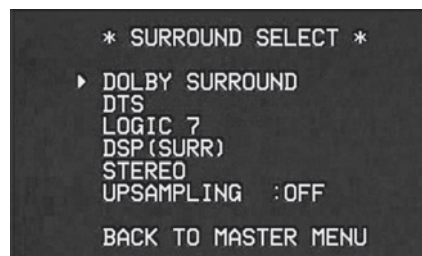 * SURROUND SELECT *
DOLBY SURROUND
DTS
LOGIC 7
DSP(SURR)
STEREO
UPSAMPLING :OFF
BACK TO MASTER MENU